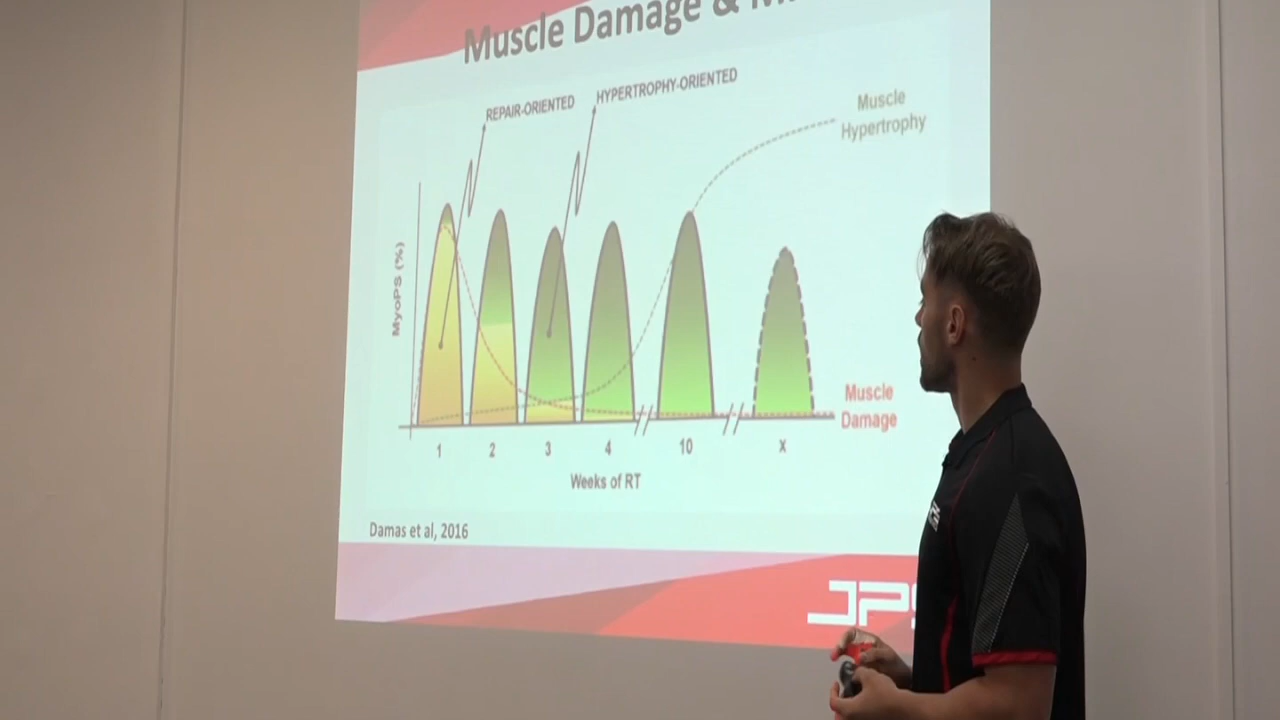 Muscle Damage &
REPAIR-ORIENTED
HYPERTROPHY-ORIENTED
Muscle
Hypertrophy
MyoPS (%)
Muscle
Damage
1 2 3 4 10 X
Weeks of RT
Damas et al, 2016
JPS